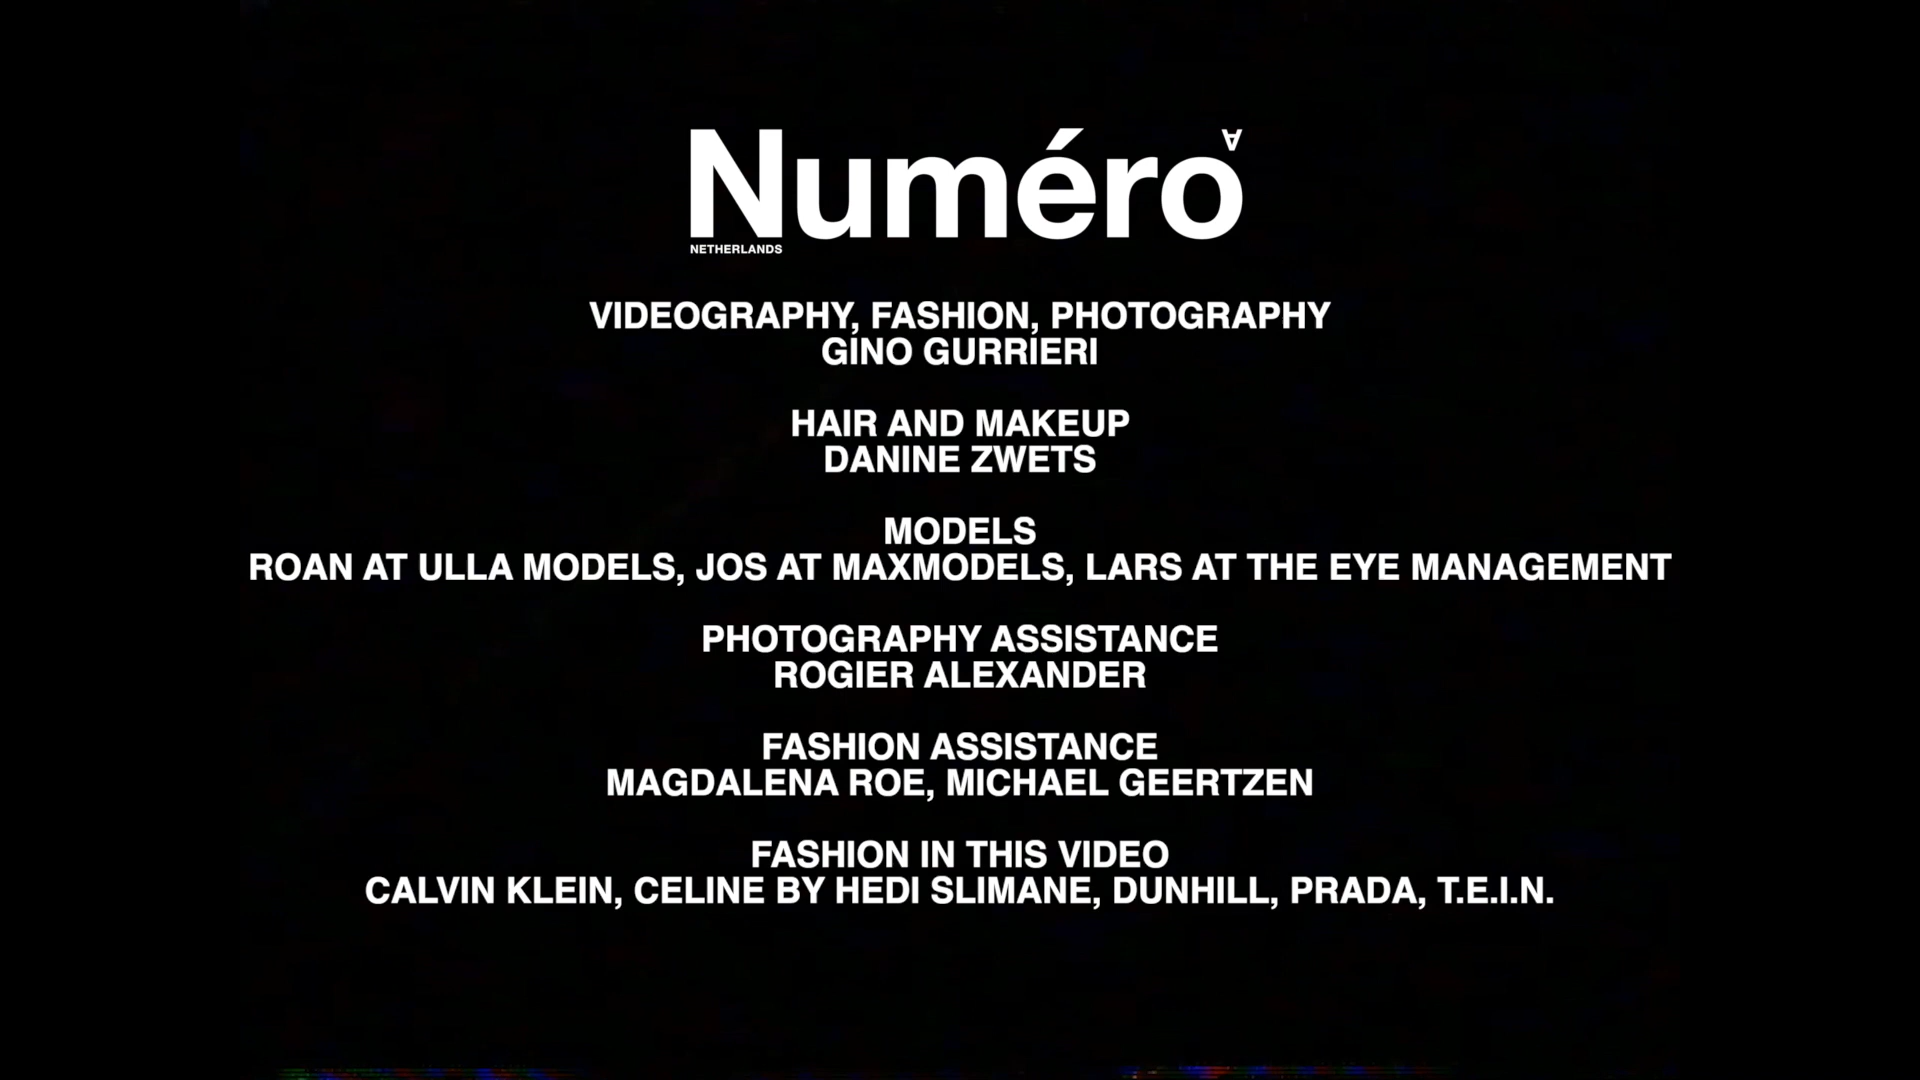 Numéro
∀
NETHERLANDS
VIDEOGRAPHY, FASHION, PHOTOGRAPHY
GINO GURRIERI
HAIR AND MAKEUP
DANINE ZWETS
MODELS
ROAN AT ULLA MODELS, JOS AT MAXMODELS, LARS AT THE EYE MANAGEMENT
PHOTOGRAPHY ASSISTANCE
ROGIER ALEXANDER
FASHION ASSISTANCE
MAGDALENA ROE, MICHAEL GEERTZEN
FASHION IN THIS VIDEO
CALVIN KLEIN, CELINE BY HEDI SLIMANE, DUNHILL, PRADA, T.E.I.N.